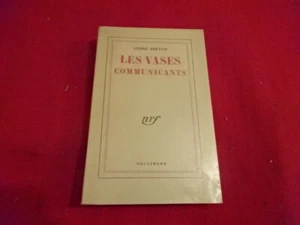 ANDRÉ BRETON
LES VASES
COMMUNICANTS
nrf
GALLIMARD